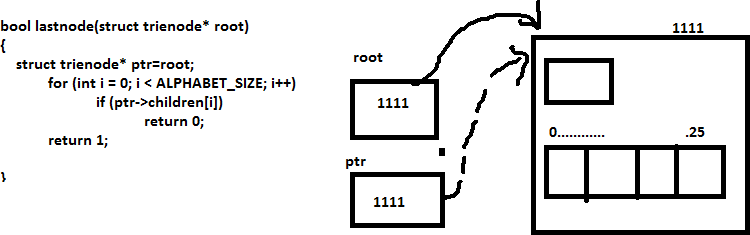 bool lastnode(struct trienode* root)
{
struct trienode* ptr=root;
for (int i = 0; i < ALPHABET_SIZE; i++)
if (ptr->children[i])
return 0;
return 1;
}
root
1111
ptr
1111
1111
0............ .25